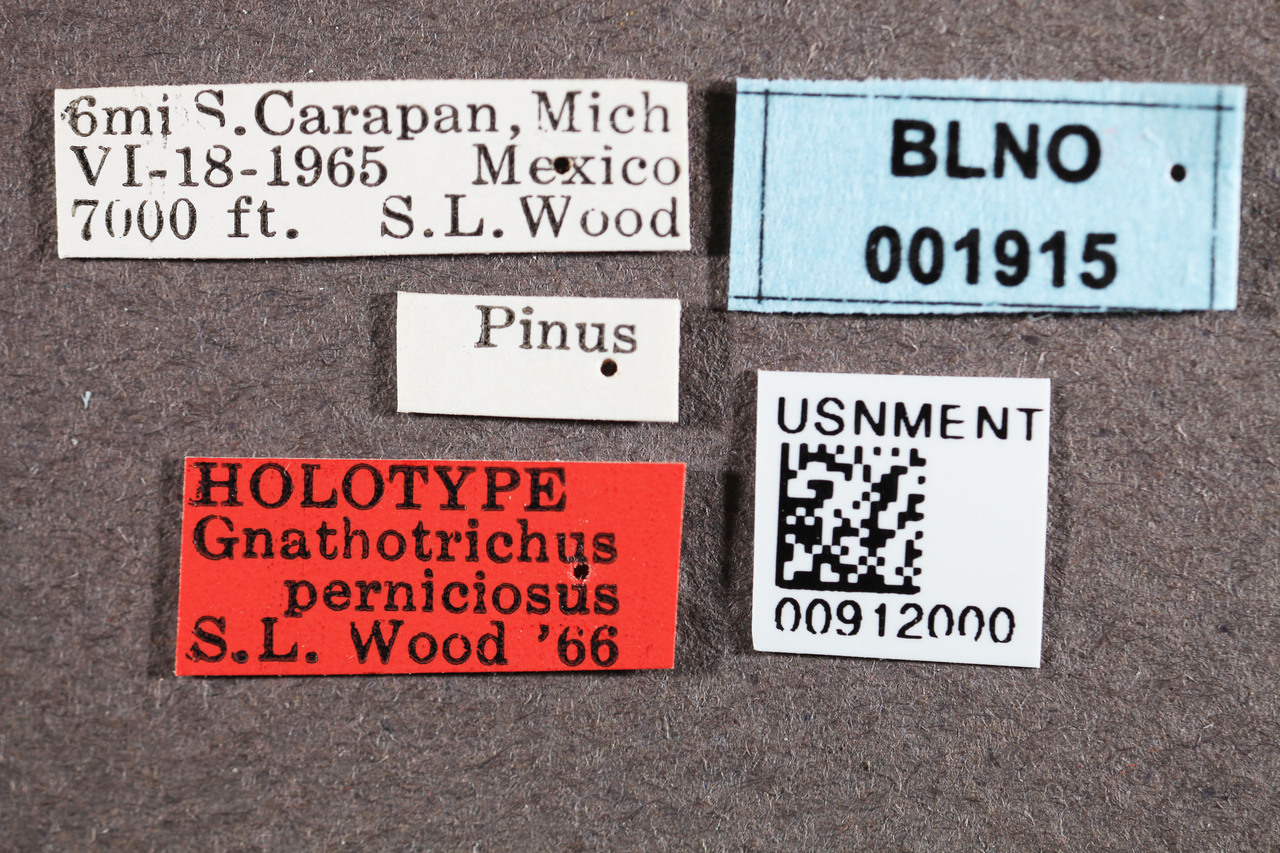 6mi S. Carapan, Mich
VI-18-1965 Mexico
7000 ft. S.L. Wood
BLNO
001915
Pinus
HOLOTYPE
Gnathotrichus
perniciosus
S.L. Wood '66
USNMENT
00912000